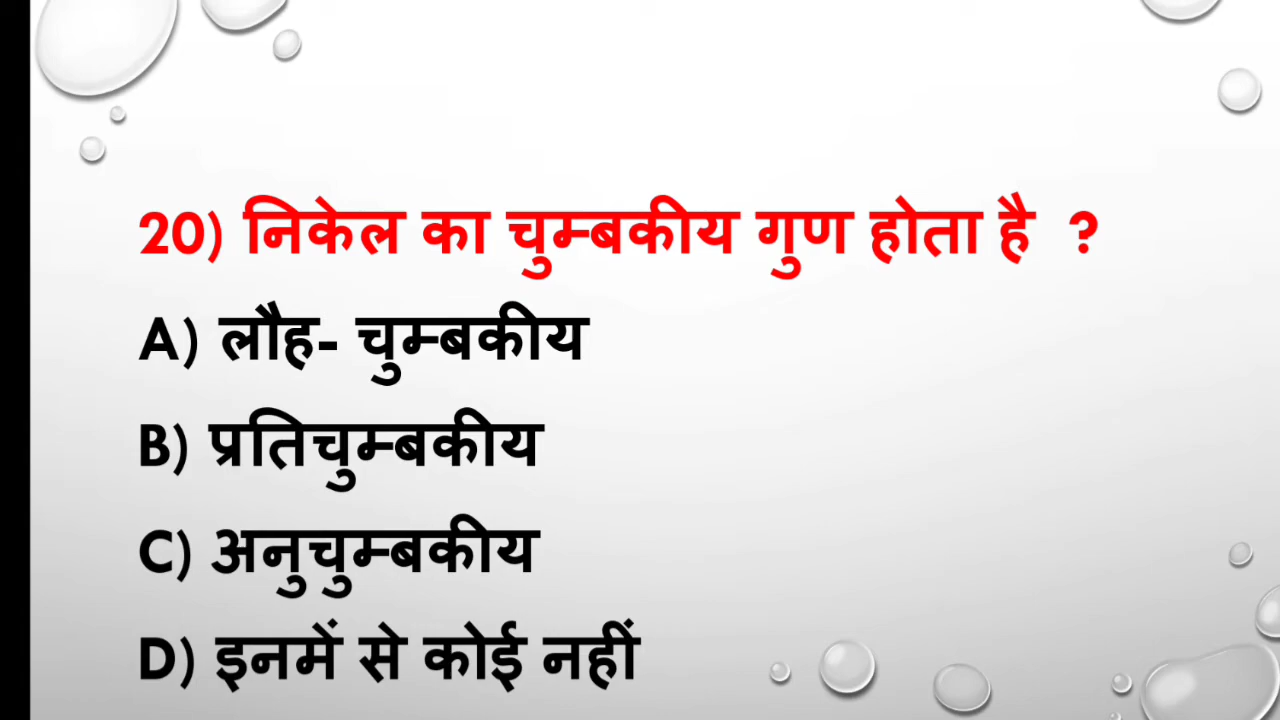 20) निकेल का चुम्बकीय गुण होता है ?
A) लौह- चुम्बकीय
B) प्रतिचुम्बकीय
C) अनुचुम्बकीय
D) इनमें से कोई नहीं